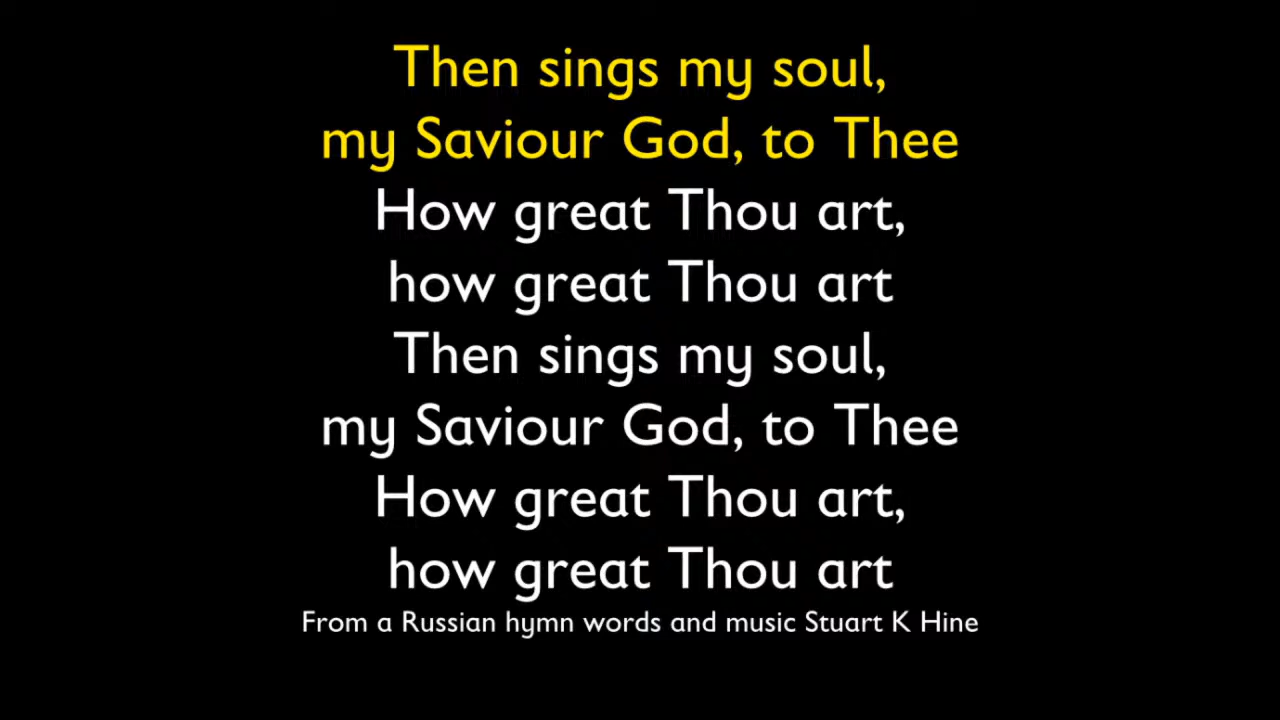 Then sings my soul,
my Saviour God, to Thee
How great Thou art,
how great Thou art
Then sings my soul,
my Saviour God, to Thee
How great Thou art,
how great Thou art
From a Russian hymn words and music Stuart K Hine